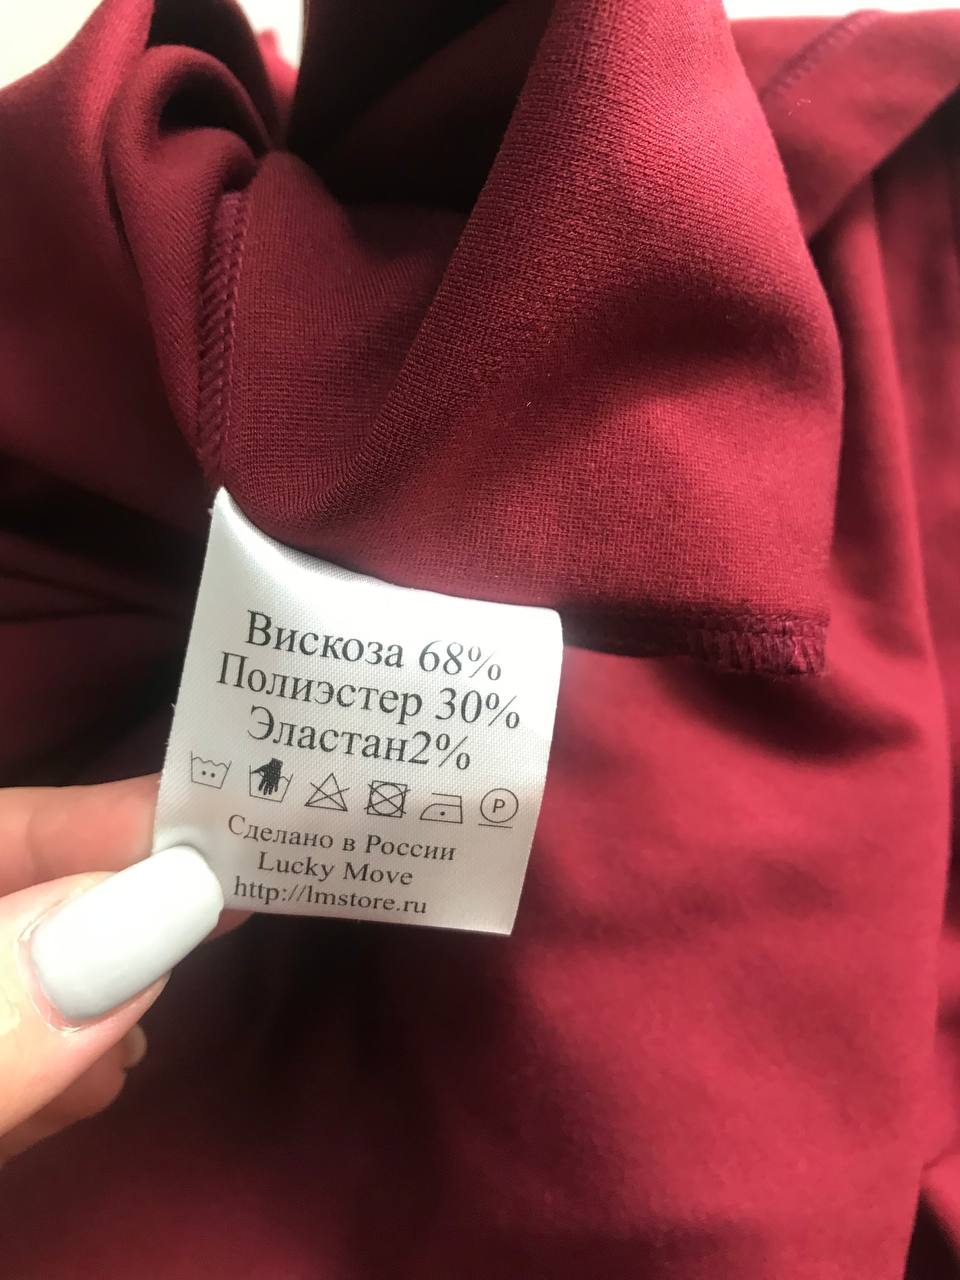 Вискоза 68%
Полиэстер 30%
Эластан2%
P
Сделано в России
Lucky Move
http://lmstore.ru